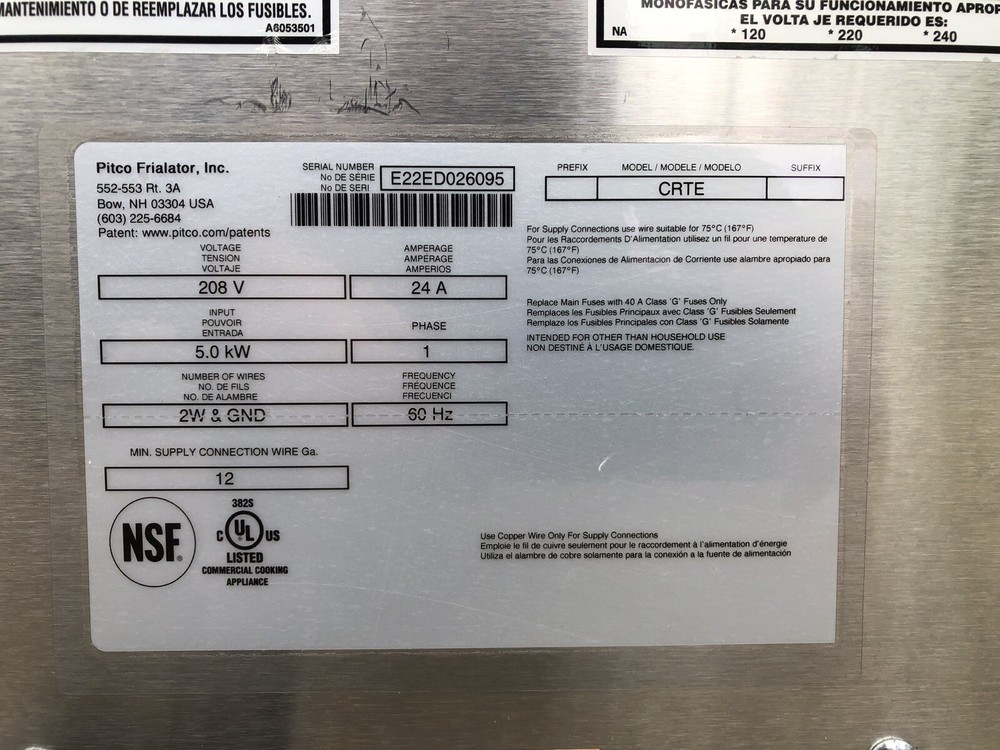 MANTENIMIENTO O DE REEMPLAZAR LOS FUSIBLES.
A6053501
MONOFASICAS PARA SU FUNCIONAMIENTO
EL VOLTA JE REQUERIDO ES:
NA * 120 * 220 * 240
Pitco Frialator, Inc.
552-553 Rt. 3A
Bow, NH 03304 USA
(603) 225-6684
Patent: www.pitco.com/patents
SERIAL NUMBER
No DE SÉRIE
No DE SERI
E22ED026095
PREFIX MODEL / MODELE / MODELO SUFFIX
CRTE
VOLTAGE
TENSION
VOLTAJE
208 V
AMPERAGE
AMPÉRAGE
AMPERIOS
24 A
INPUT
POUVOIR
ENTRADA
5.0 kW
PHASE
1
NUMBER OF WIRES
NO. DE FILS
NO. DE ALAMBRE
2W & GND
FREQUENCY
FRÉQUENCE
FRECUENCI
60 Hz
MIN. SUPPLY CONNECTION WIRE Ga.
12
For Supply Connections use wire suitable for 75°C (167°F)
Pour les Raccordements D'Alimentation utilisez un fil pour une temperature de
75°C (167°F)
Para las Conexiones de Alimentacion de Corriente use alambre apropiado para
75°C (167°F)
Replace Main Fuses with 40 A Class 'G' Fuses Only
Remplaces les Fusibles Principaux avec Class 'G' Fusibles Seulement
Remplaze los Fusibles Principales con Class 'G' Fusibles Solamente
INTENDED FOR OTHER THAN HOUSEHOLD USE
NON DESTINÉ À L'USAGE DOMESTIQUE.
NSF®
382S
C UL US
LISTED
COMMERCIAL COOKING
APPLIANCE
Use Copper Wire Only For Supply Connections
Emploie le fil de cuivre seulement pour le raccordement à l'alimentation d'énergie
Utiliza el alambre de cobre solamente para la conexión a la fuente de alimentación